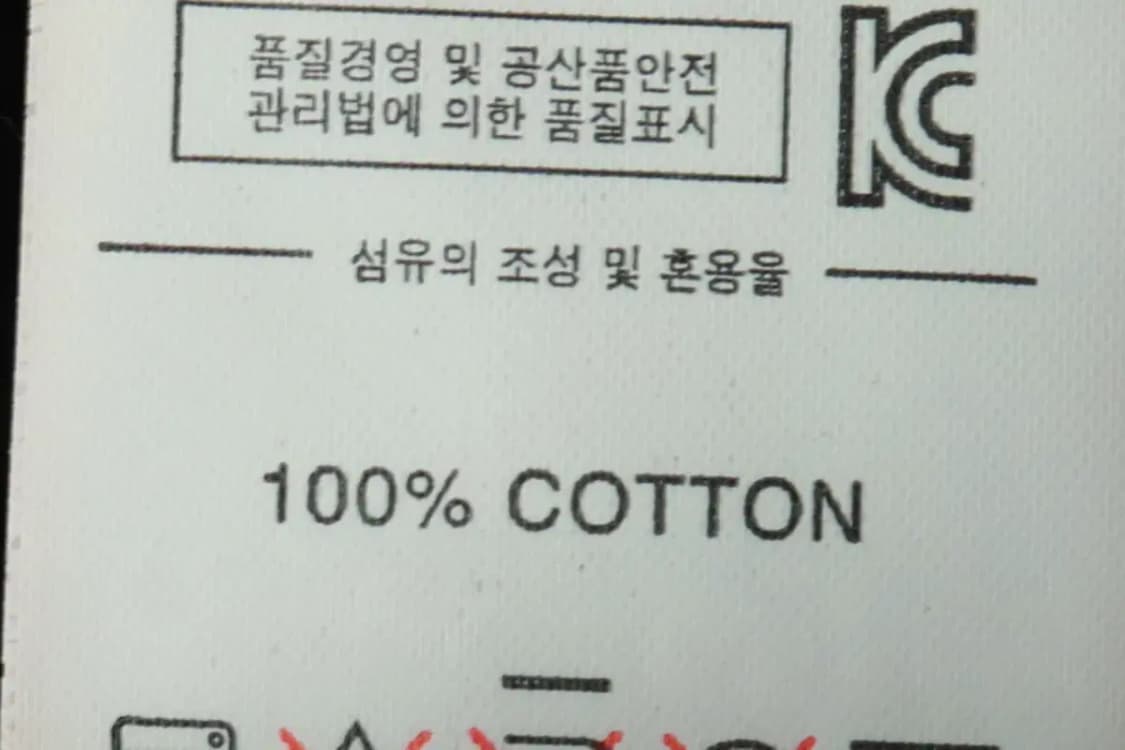 품질경영 및 공산품안전
관리법에 의한 품질표시
KC
섬유의 조성 및 혼용율
100% COTTON